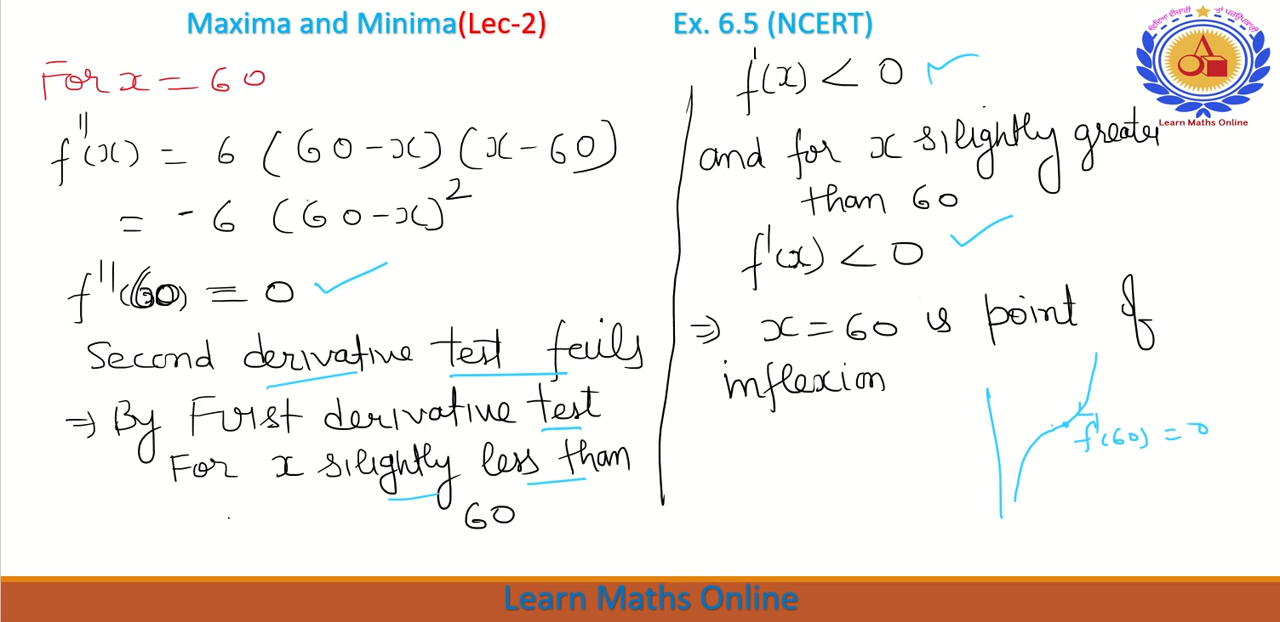 Maxima and Minima(Lec-2)
Ex. 6.5 (NCERT)
For x = 60
f''(x) = 6 (60-x)(x-60)
= -6 (60-x)²
f''(60) = 0
Second derivative test fails
⇒ By First derivative test
For x slightly less than
60
f'(x) < 0
and for x slightly greater
than 60
f'(x) < 0
⇒ x = 60 is point of
inflexion
f'(60) = 0
Learn Maths Online
Learn Maths Online